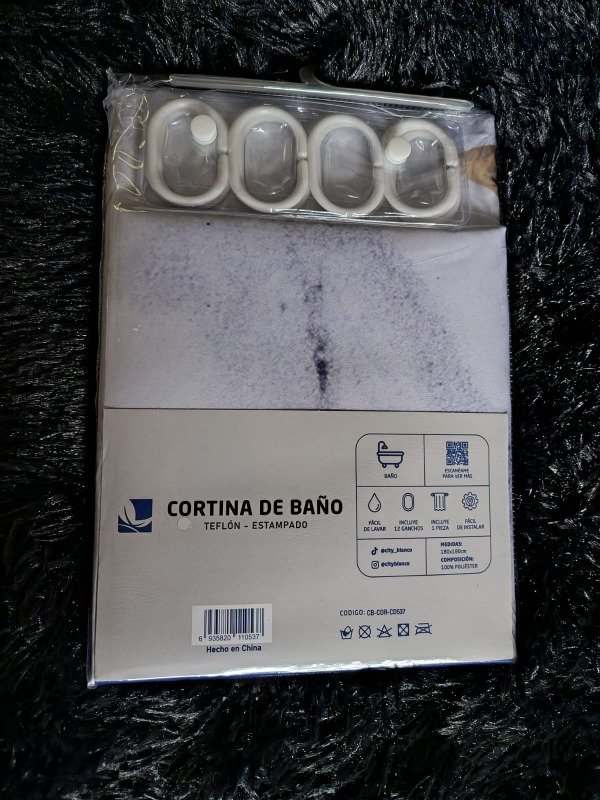 CORTINA DE BAÑO
TEFLÓN - ESTAMPADO
BAÑO
ESCANÉAME
PARA VER MÁS
FÁCIL
DE LAVAR
INCLUYE
12 GANCHOS
INCLUYE
1 PIEZA
FÁCIL
DE INSTALAR
@city_blanco
@cityblanco
MEDIDAS:
180x180cm
COMPOSICIÓN:
100% POLIÉSTER
CODIGO: CB-COR-CD537
6 935820 110537
Hecho en China